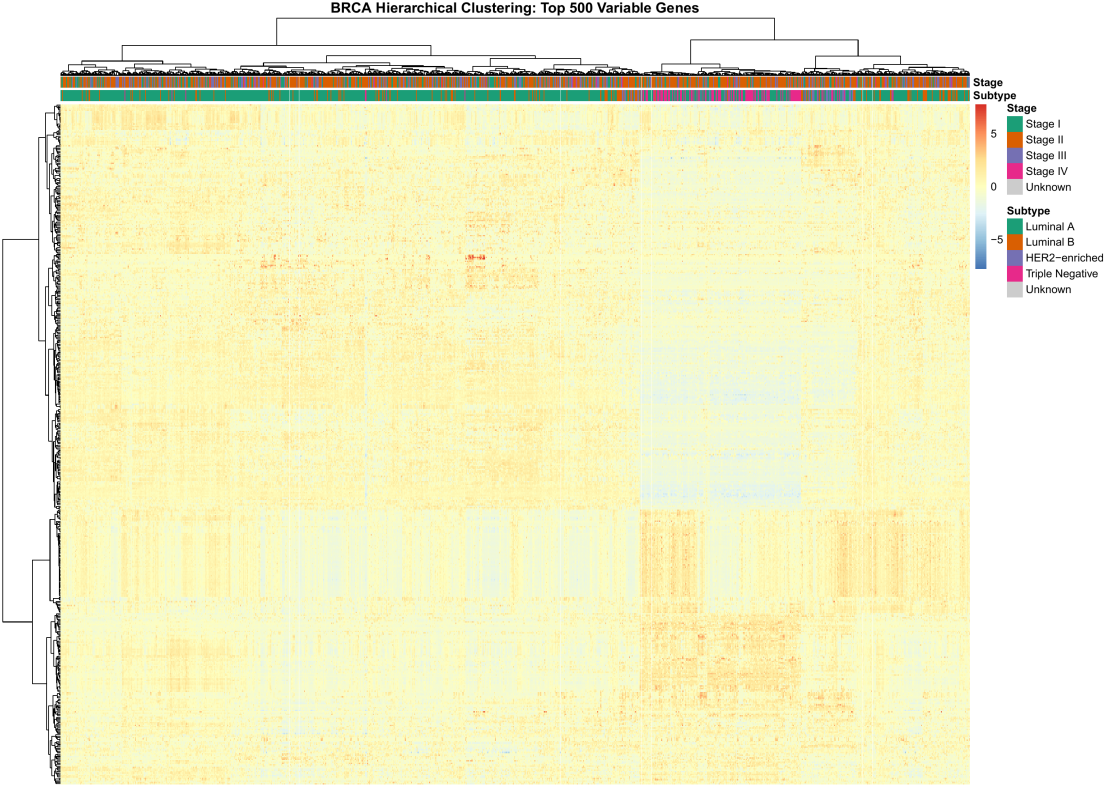 BRCA Hierarchical Clustering: Top 500 Variable Genes
Stage
Subtype
5
0
−5
Stage
Stage I
Stage II
Stage III
Stage IV
Unknown
Subtype
Luminal A
Luminal B
HER2−enriched
Triple Negative
Unknown